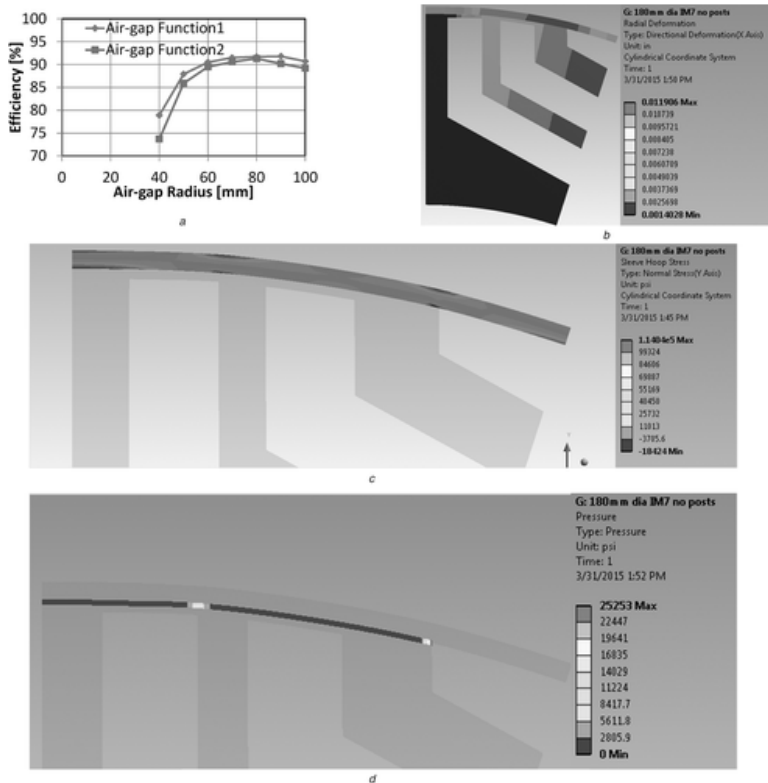 Air-gap Function1
Air-gap Function2
Efficiency [%]
100
95
90
85
80
75
70
0
20
40
60
80
100
Air-gap Radius [mm]
a
G: 180mm dia IM7 no posts
Radial Deformation
Type: Directional Deformation(X Axis)
Unit: in
Cylindrical Coordinate System
Time: 1
3/31/2015 1:50 PM
0.011906 Max
0.010739
0.0095721
0.008405
0.007238
0.0060709
0.0049039
0.0037369
0.0025698
0.0014028 Min
b
G: 180mm dia IM7 no posts
Sleeve Hoop Stress
Type: Normal Stress(Y Axis)
Unit: psi
Cylindrical Coordinate System
Time: 1
3/31/2015 1:45 PM
1.1404e5 Max
99324
84606
69887
55169
40450
25732
11013
-3705.6
-18424 Min
c
G: 180mm dia IM7 no posts
Pressure
Type: Pressure
Unit: psi
Time: 1
3/31/2015 1:52 PM
25253 Max
22447
19641
16835
14029
11224
8417.7
5611.8
2805.9
0 Min
d